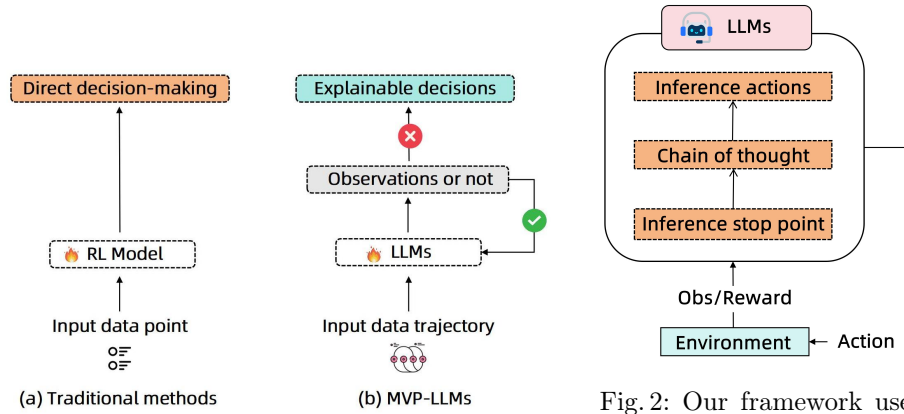 Direct decision-making
RL Model
Input data point
(a) Traditional methods
Explainable decisions
Observations or not
LLMs
Input data trajectory
(b) MVP-LLMs
LLMs
Inference actions
Chain of thought
Inference stop point
Obs/Reward
Environment
Action
Fig. 2: Our framework use